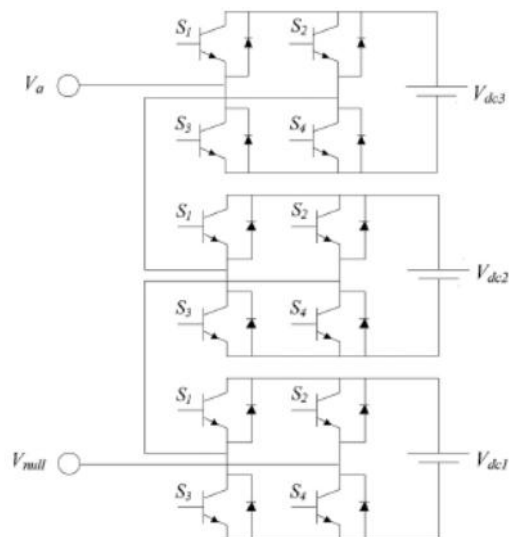 S1 S2
Va
Vdc3
S3 S4
S1 S2
Vdc2
S3 S4
S1 S2
Vnull
Vdc1
S3 S4